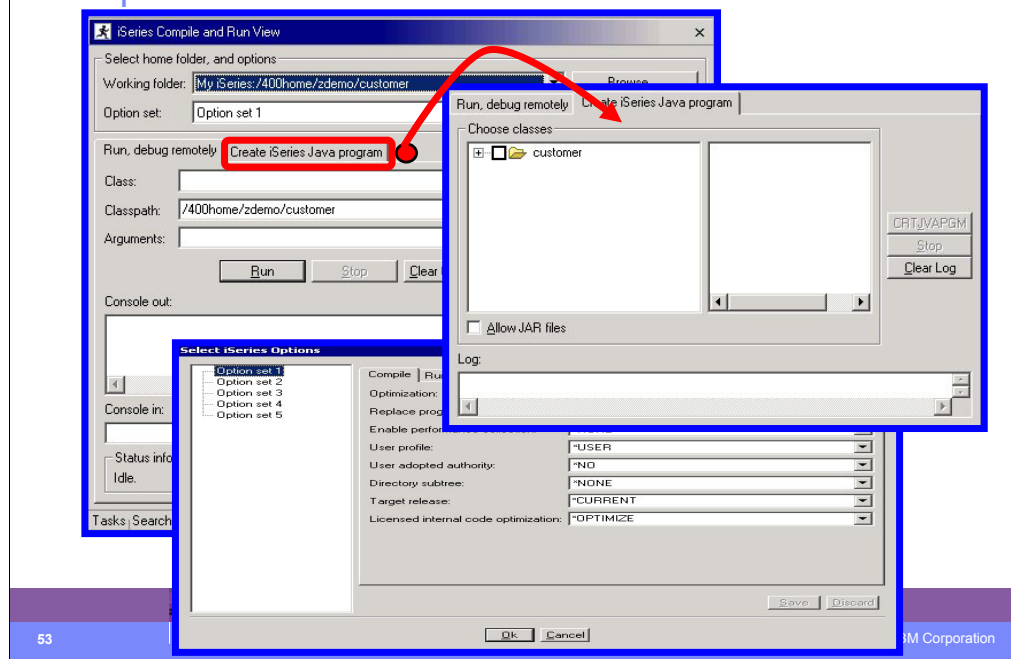 iSeries Compile and Run View
Select home folder, and options
Working folder: My iSeries:/400home/zdemo/customer Browse
Option set: Option set 1
Run, debug remotely Create iSeries Java program
Class:
Classpath: /400home/zdemo/customer
Arguments:
Run Stop Clear
Console out:
Console in:
Status info
Idle.
Tasks Search
Run, debug remotely Create iSeries Java program
Choose classes
customer
CRTJVAPGM
Stop
Clear Log
Allow JAR files
Log:
Select iSeries Options
Option set 1
Option set 2
Option set 3
Option set 4
Option set 5
Compile
Optimization:
Replace
User profile: *USER
User adopted authority: *NO
Directory subtree: *NONE
Target release: *CURRENT
Licensed internal code optimization: *OPTIMIZE
Save Discard
Ok Cancel
53
Corporation